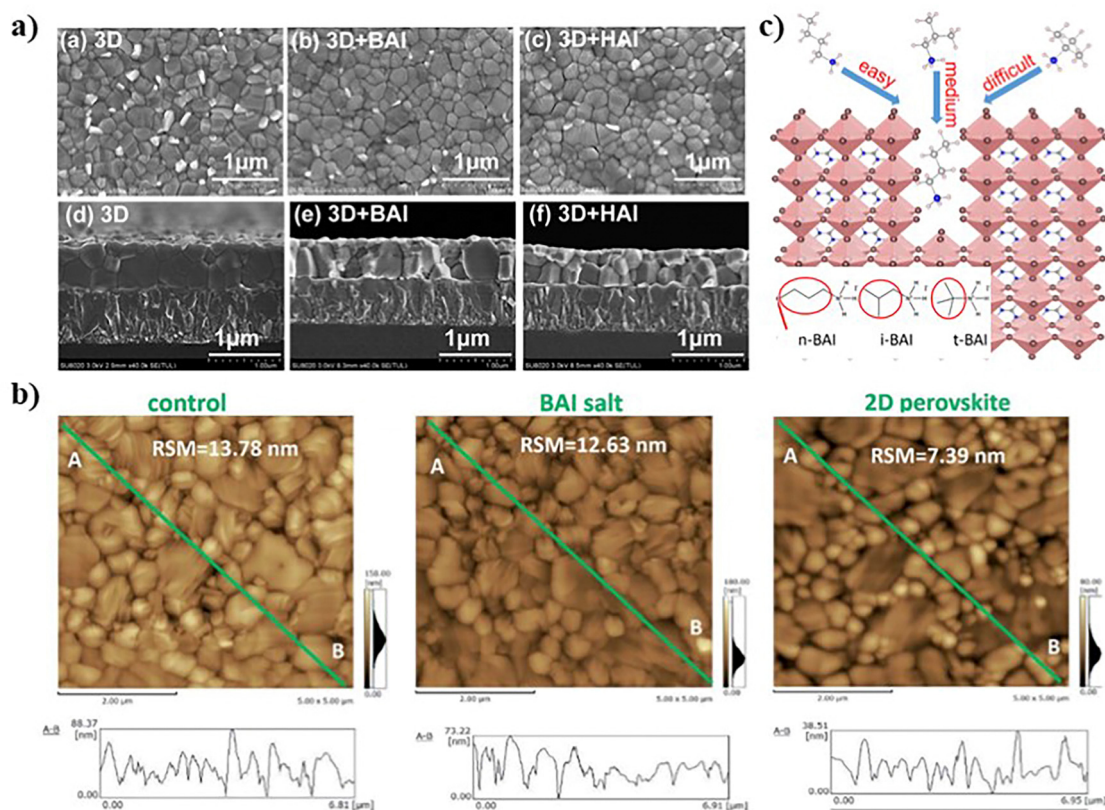 a)
(a) 3D
(b) 3D+BAI
(c) 3D+HAI
1μm
1μm
1μm
(d) 3D
(e) 3D+BAI
(f) 3D+HAI
1μm
1μm
1μm
c)
easy
medium
difficult
n-BAI
i-BAI
t-BAI
b)
control
BAI salt
2D perovskite
RSM=13.78 nm
RSM=12.63 nm
RSM=7.39 nm
A
A
A
B
B
B
[nm]
[nm]
80.00
[nm]
0.00
0.00
2.00 μm
5.00 x 5.00 μm
2.00 μm
5.00 x 5.00 μm
2.00 μm
5.00 x 5.00 μm
A-B
88.37
[nm]
0.00
0.00
6.81 [μm]
A-B
73.22
[nm]
0.00
0.00
6.91 [μm]
A-B
38.51
[nm]
0.00
0.00
6.95 [μm]